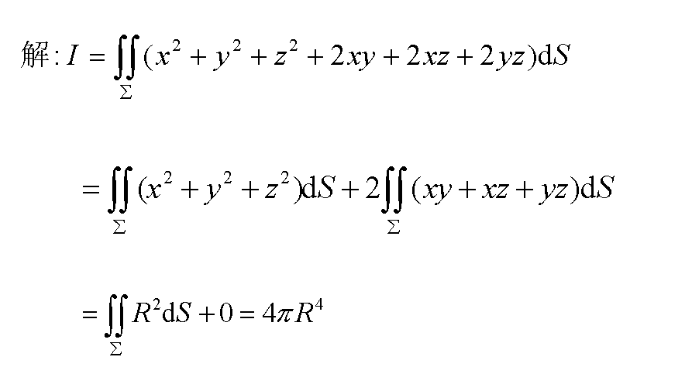 解: I = ∬_Σ (x² + y² + z² + 2xy + 2xz + 2yz)dS
= ∬_Σ (x² + y² + z²)dS + 2∬_Σ (xy + xz + yz)dS
= ∬_Σ R²dS + 0 = 4πR⁴